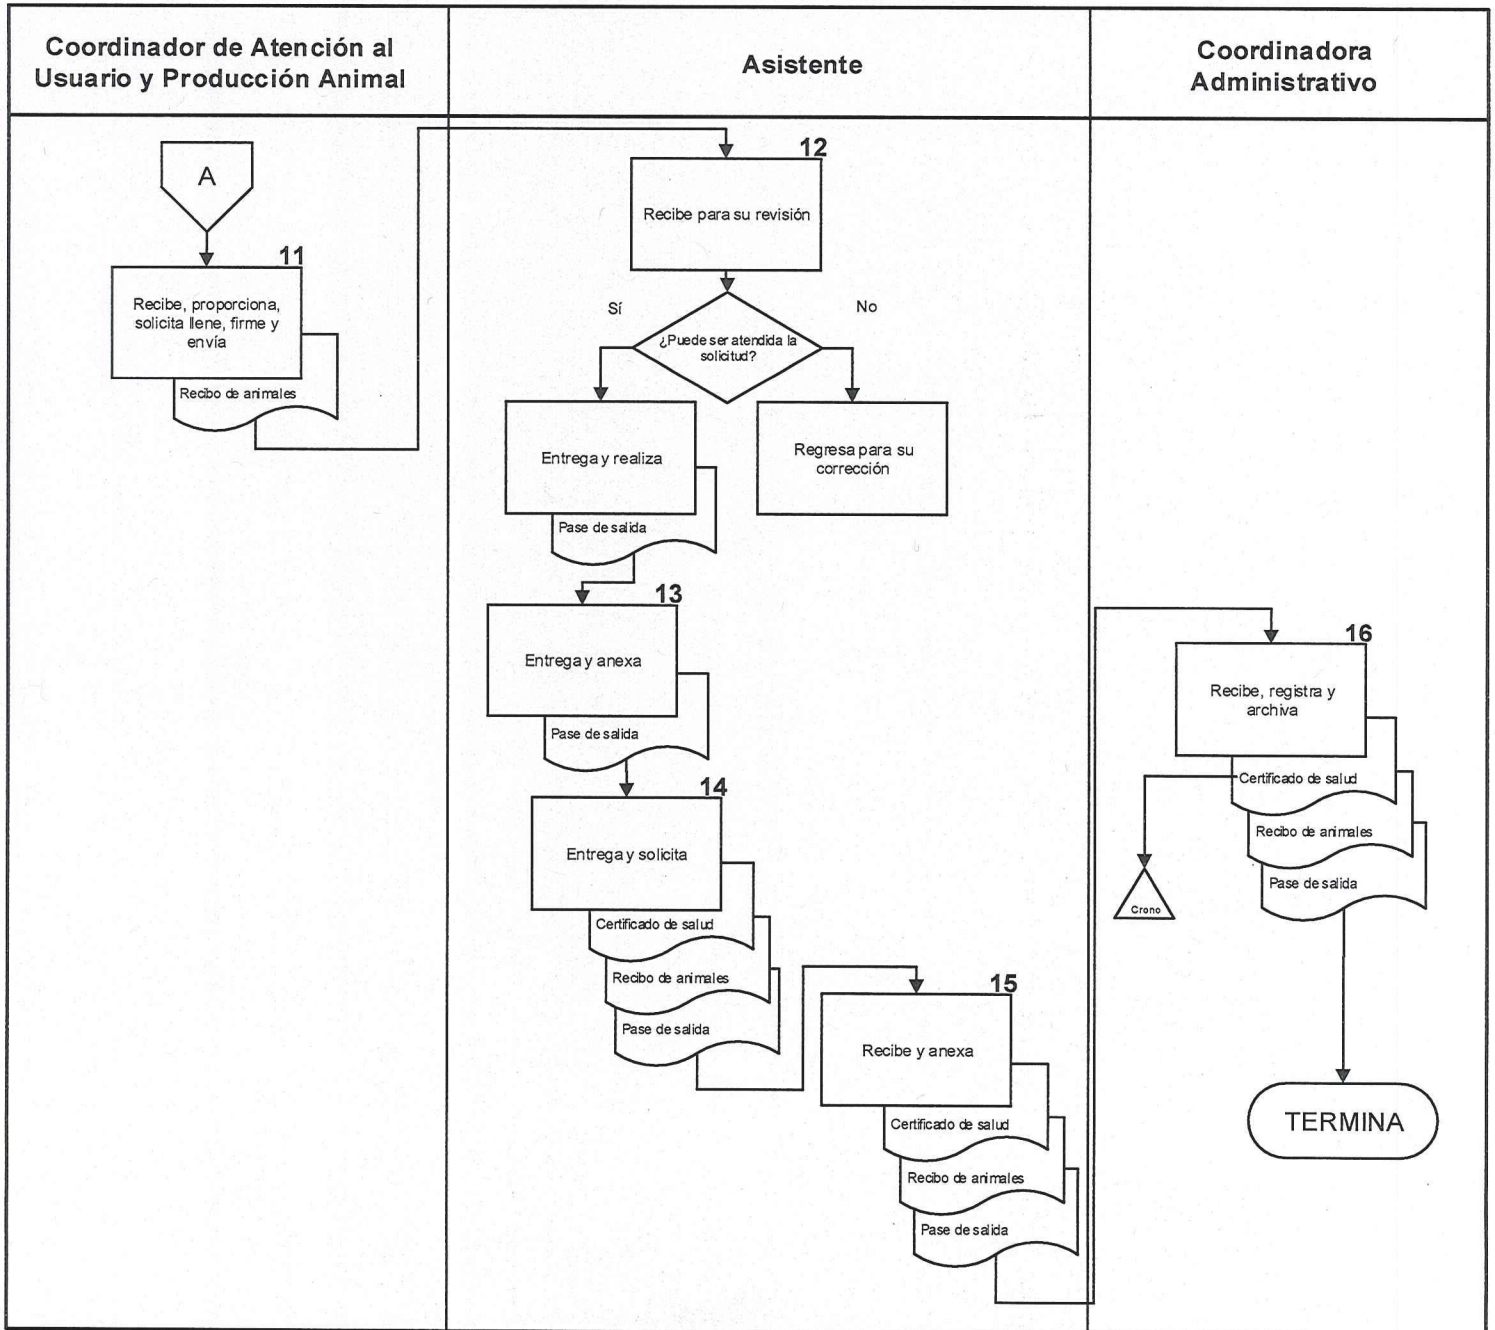 Coordinador de Atención al
Usuario y Producción Animal
Asistente
Coordinadora
Administrativo
A
11
Recibe, proporciona,
solicita llene, firme y
envía
Recibo de animales
12
Recibe para su revisión
Sí
No
¿Puede ser atendida la
solicitud?
Entrega y realiza
Pase de salida
Regresa para su
corrección
13
Entrega y anexa
Pase de salida
14
Entrega y solicita
Certificado de salud
Recibo de animales
Pase de salida
15
Recibe y anexa
Certificado de salud
Recibo de animales
Pase de salida
16
Recibe, registra y
archiva
Certificado de salud
Recibo de animales
Pase de salida
Crono
TERMINA